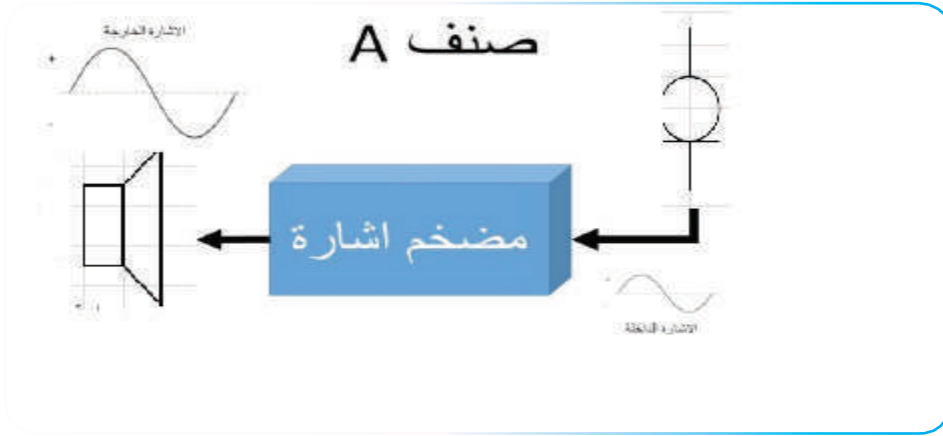 صنف A
الاشارة الخارجة
+
-
مضخم اشارة
الاشارة الداخلة